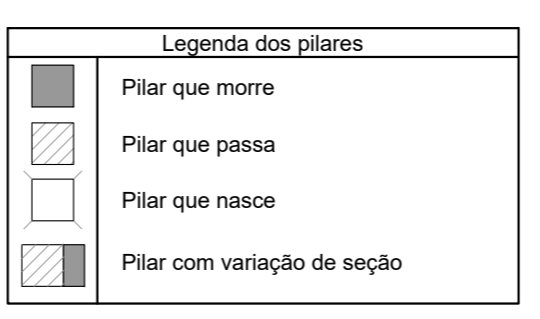 Legenda dos pilares
Pilar que morre
Pilar que passa
Pilar que nasce
Pilar com variação de seção